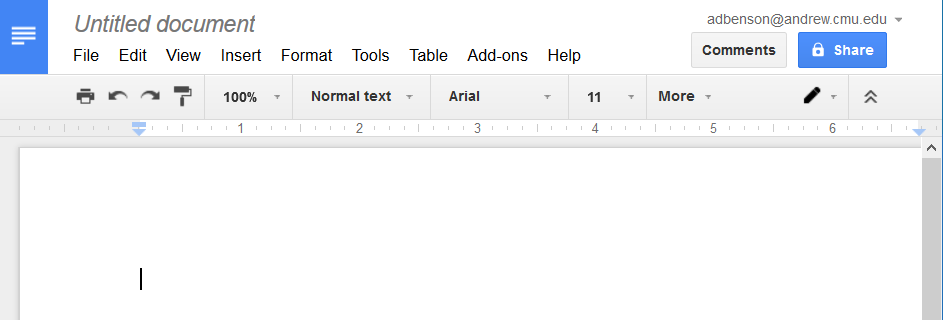 Untitled document
adbenson@andrew.cmu.edu
File Edit View Insert Format Tools Table Add-ons Help
Comments Share
100% Normal text Arial 11 More
1 2 3 4 5 6